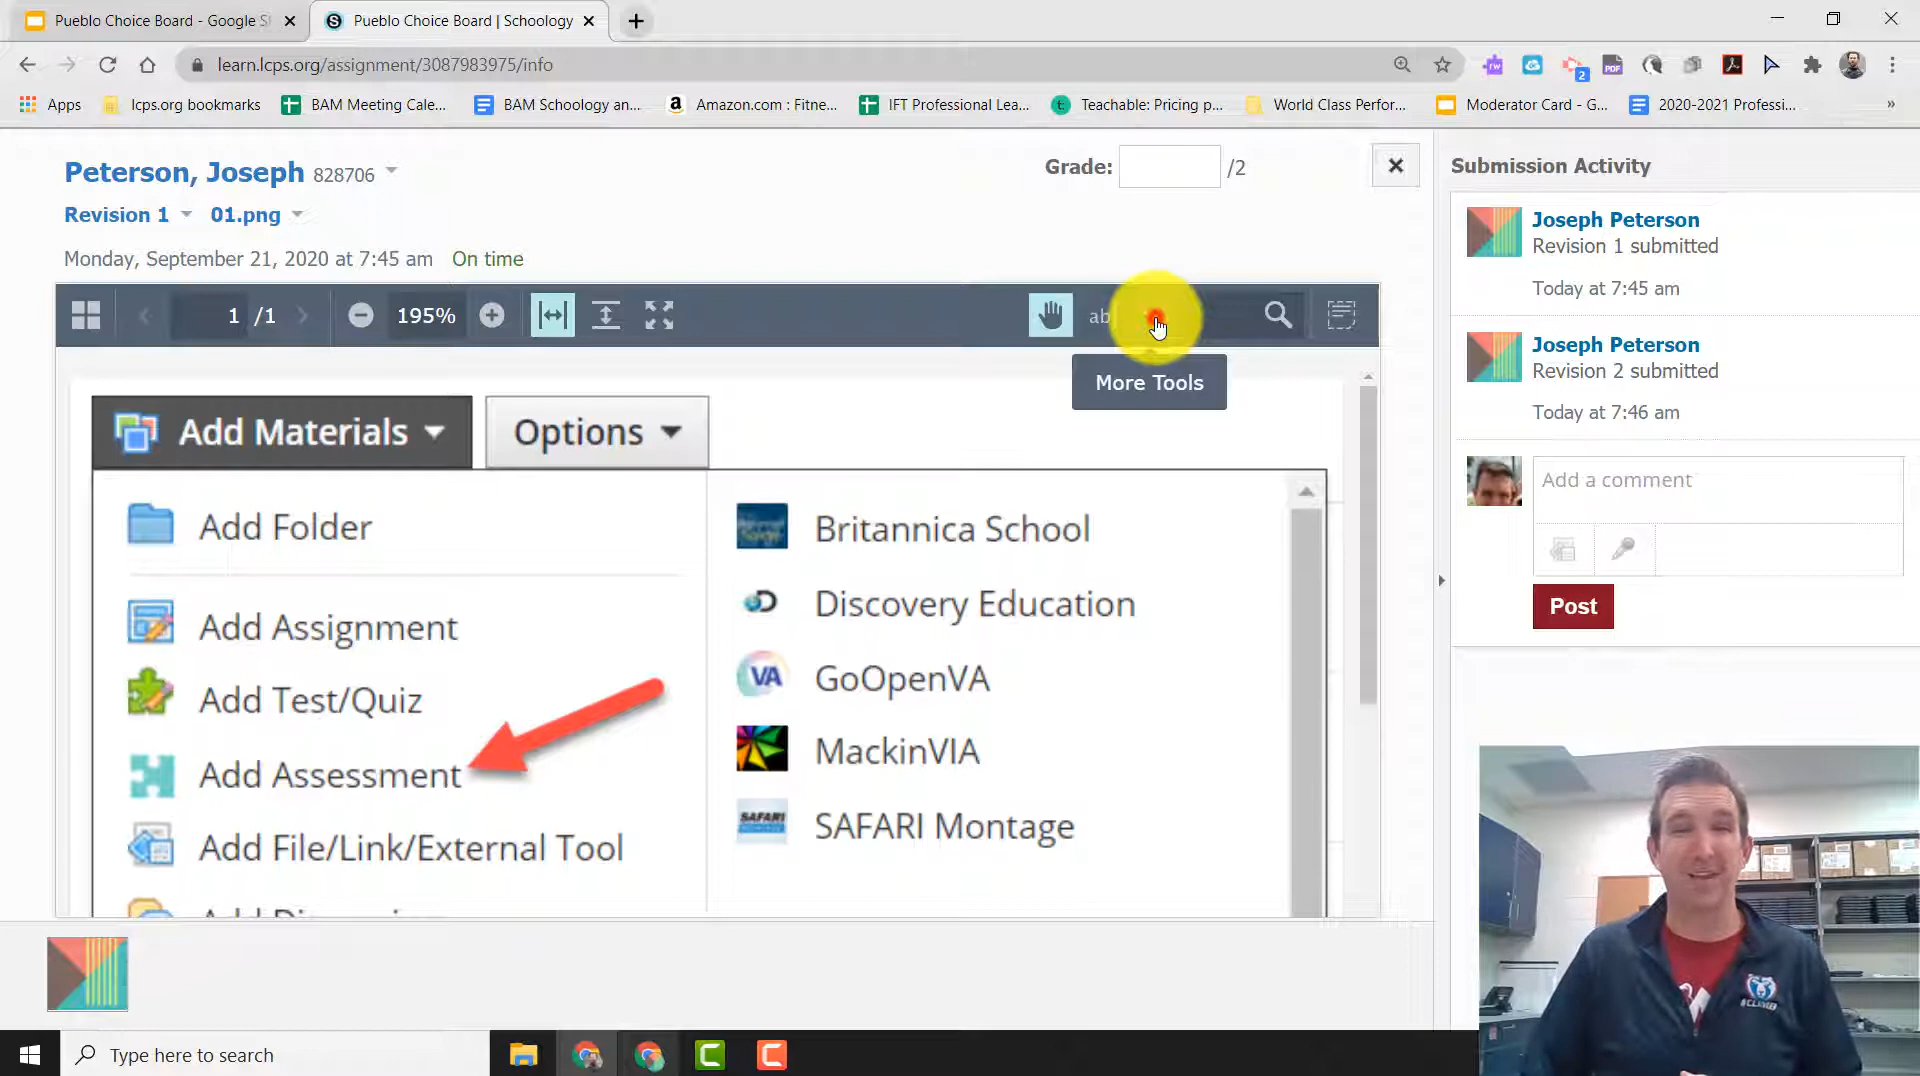 Pueblo Choice Board - Google S
Pueblo Choice Board | Schoology
learn.lcps.org/assignment/3087983975/info
2
PDF
Apps
lcps.org bookmarks
BAM Meeting Cale...
BAM Schoology an...
Amazon.com : Fitne...
IFT Professional Lea...
Teachable: Pricing p...
World Class Perfor...
Moderator Card - G...
2020-2021 Professi...
Peterson, Joseph 828706
Grade: /2
Revision 1 01.png
Monday, September 21, 2020 at 7:45 am On time
1 /1
195%
ab
More Tools
Add Materials
Options
Add Folder
Add Assignment
Add Test/Quiz
Add Assessment
Add File/Link/External Tool
Britannica School
Discovery Education
VA GoOpenVA
MackinVIA
SAFARI SAFARI Montage
Submission Activity
Joseph Peterson
Revision 1 submitted
Today at 7:45 am
Joseph Peterson
Revision 2 submitted
Today at 7:46 am
Add a comment
Post
Type here to search